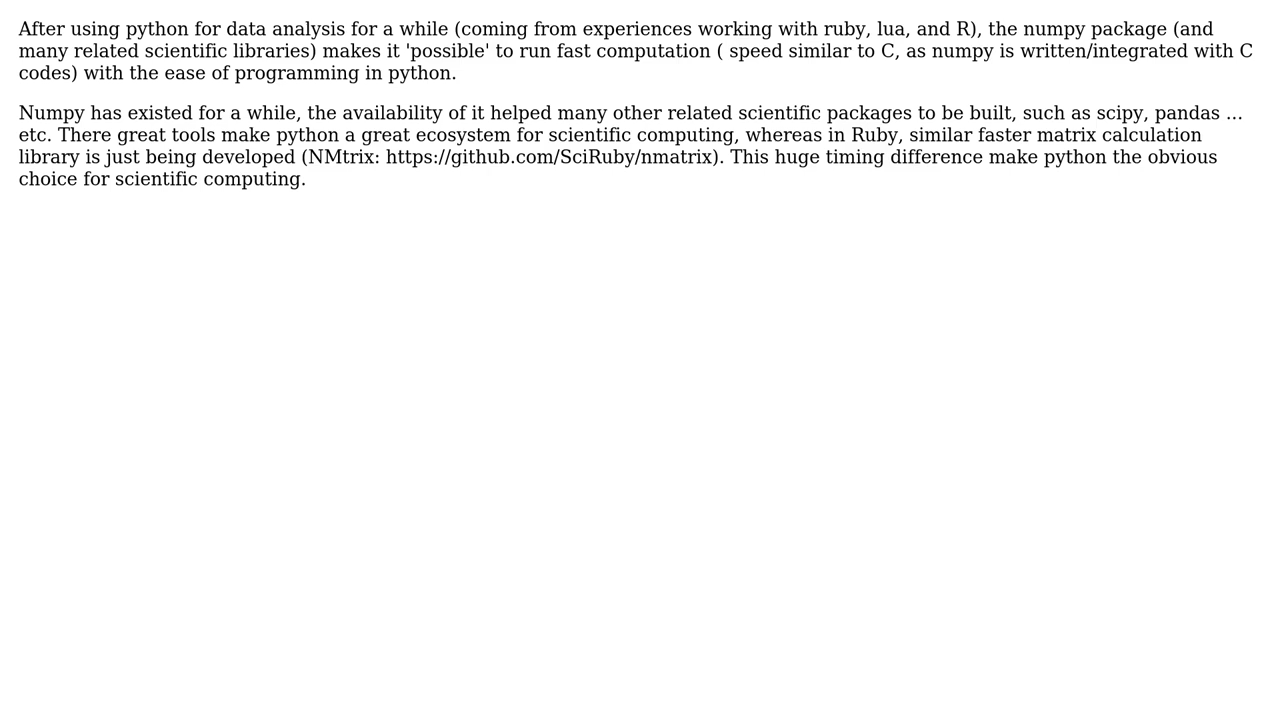 After using python for data analysis for a while (coming from experiences working with ruby, lua, and R), the numpy package (and
many related scientific libraries) makes it 'possible' to run fast computation ( speed similar to C, as numpy is written/integrated with C
codes) with the ease of programming in python.
Numpy has existed for a while, the availability of it helped many other related scientific packages to be built, such as scipy, pandas ...
etc. There great tools make python a great ecosystem for scientific computing, whereas in Ruby, similar faster matrix calculation
library is just being developed (NMtrix: https://github.com/SciRuby/nmatrix). This huge timing difference make python the obvious
choice for scientific computing.